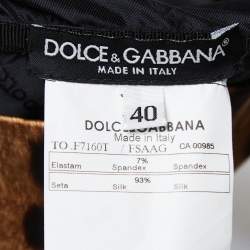 DOLCE & GABBANA
MADE IN ITALY
40
DOLCE & GABBANA
Made in Italy
TO .F7160T / FSAAG CA 00985
7%
Elastam Spandex Spandex
93%
Seta Silk Silk